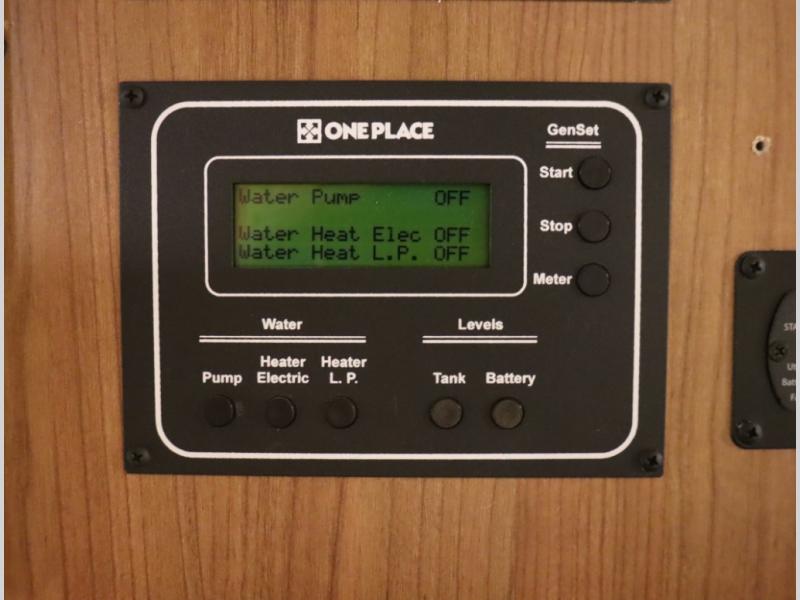 ONE PLACE
GenSet
Start
Stop
Meter
Water Pump OFF
Water Heat Elec OFF
Water Heat L.P. OFF
Water
Pump
Heater Electric
Heater L. P.
Levels
Tank
Battery